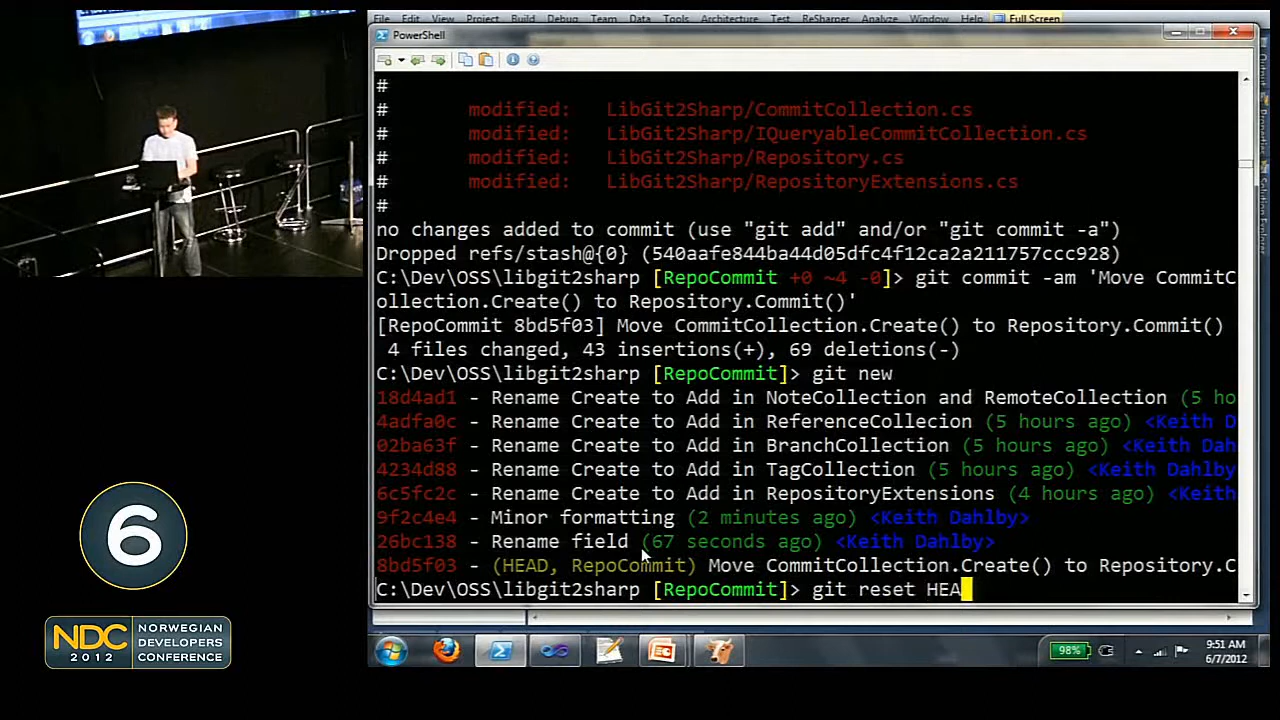 File Edit View Project Build Debug Team Data Tools Architecture Test ReSharper Analyze Window Help Full Screen
PowerShell
#
# modified: LibGit2Sharp/CommitCollection.cs
# modified: LibGit2Sharp/IQueryableCommitCollection.cs
# modified: LibGit2Sharp/Repository.cs
# modified: LibGit2Sharp/RepositoryExtensions.cs
#
no changes added to commit (use "git add" and/or "git commit -a")
Dropped refs/stash@{0} (540aafe844ba44d05dfc4f12ca2a211757ccc928)
C:\Dev\OSS\libgit2sharp [RepoCommit +0 ~4 -0]> git commit -am 'Move CommitC
ollection.Create() to Repository.Commit()'
[RepoCommit 8bd5f03] Move CommitCollection.Create() to Repository.Commit()
4 files changed, 43 insertions(+), 69 deletions(-)
C:\Dev\OSS\libgit2sharp [RepoCommit]> git new
18d4ad1 - Rename Create to Add in NoteCollection and RemoteCollection (5 ho
4adfa0c - Rename Create to Add in ReferenceCollecion (5 hours ago) <Keith D
02ba63f - Rename Create to Add in BranchCollection (5 hours ago) <Keith Dah
4234d88 - Rename Create to Add in TagCollection (5 hours ago) <Keith Dahlby
6c5fc2c - Rename Create to Add in RepositoryExtensions (4 hours ago) <Keith
9f2c4e4 - Minor formatting (2 minutes ago) <Keith Dahlby>
26bc138 - Rename field (67 seconds ago) <Keith Dahlby>
8bd5f03 - (HEAD, RepoCommit) Move CommitCollection.Create() to Repository.C
C:\Dev\OSS\libgit2sharp [RepoCommit]> git reset HEA
6
NDC
2012
NORWEGIAN
DEVELOPERS
CONFERENCE
98%
9:51 AM
6/7/2012